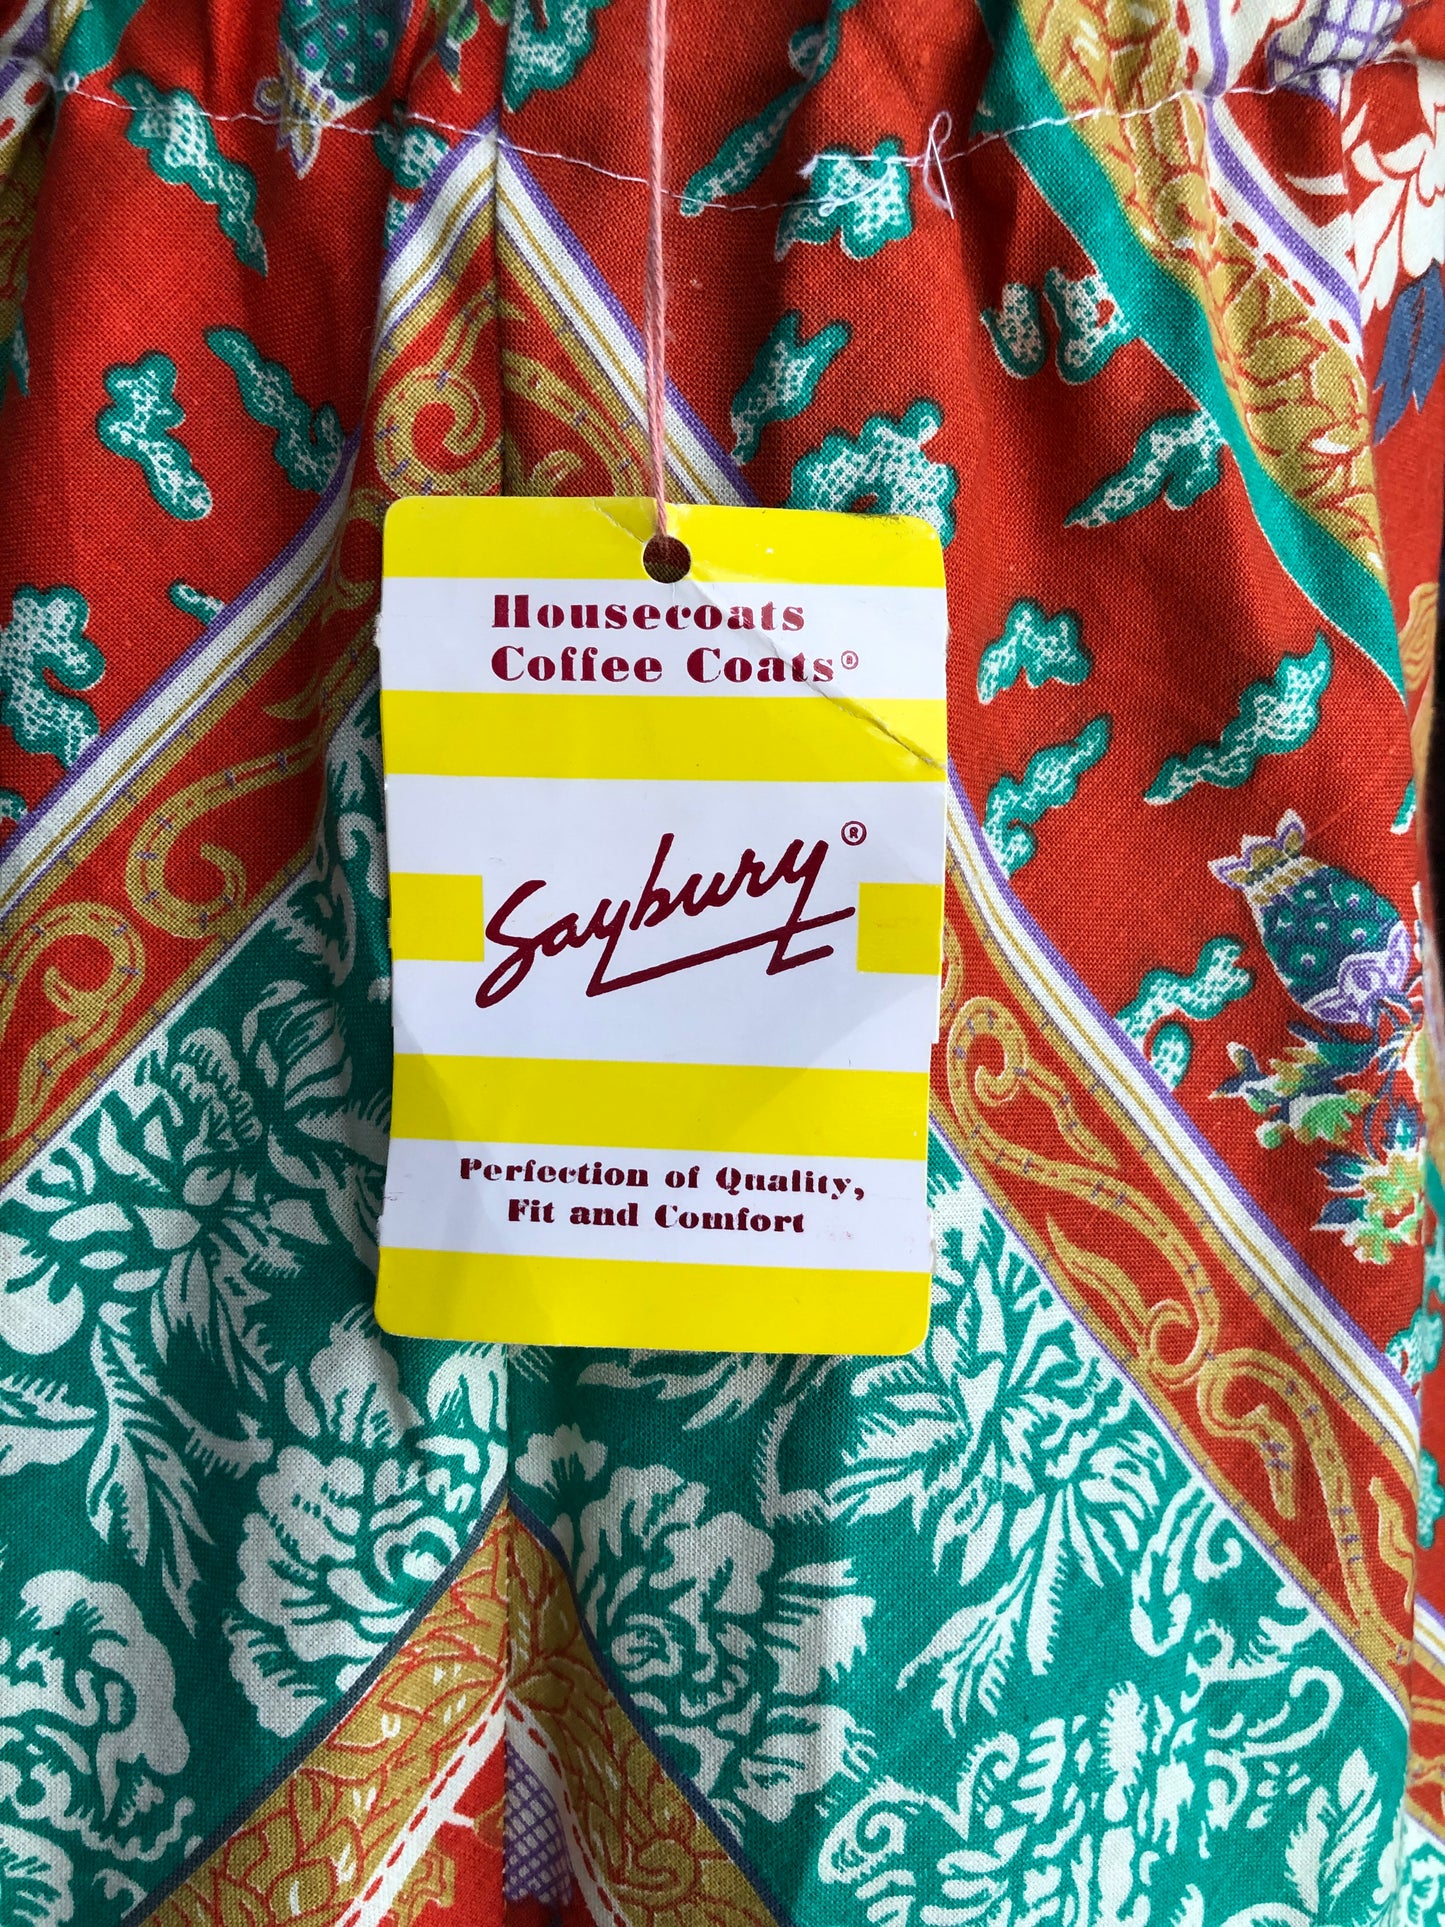 Housecoats
Coffee Coats®
Saybury®
Perfection of Quality,
Fit and Comfort